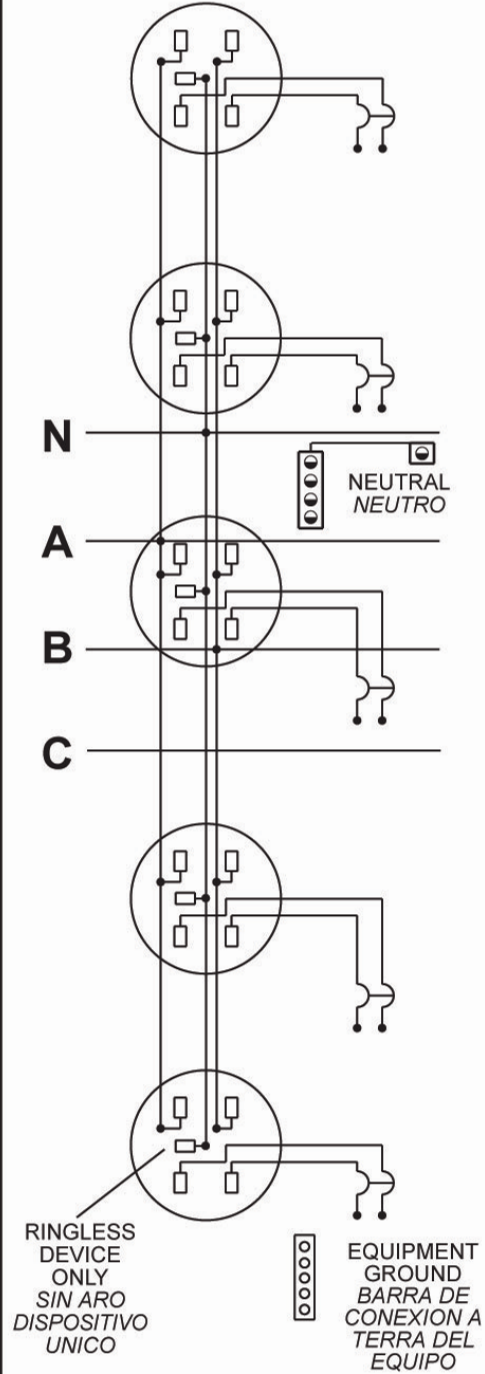 N
NEUTRAL
NEUTRO
A
B
C
RINGLESS
DEVICE
ONLY
SIN ARO
DISPOSITIVO
UNICO
EQUIPMENT
GROUND
BARRA DE
CONEXION A
TERRA DEL
EQUIPO